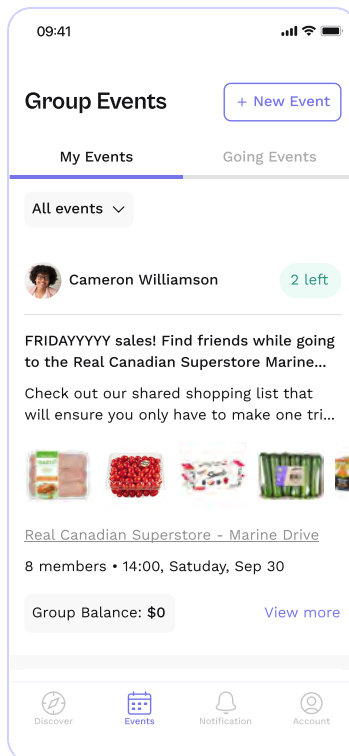 09:41
Group Events
+ New Event
My Events
Going Events
All events
Cameron Williamson
2 left
FRIDAYYYYY sales! Find friends while going
to the Real Canadian Superstore Marine...
Check out our shared shopping list that
will ensure you only have to make one tri...
Real Canadian Superstore - Marine Drive
8 members • 14:00, Satuday, Sep 30
Group Balance: $0
View more
Discover
Events
Notification
Account